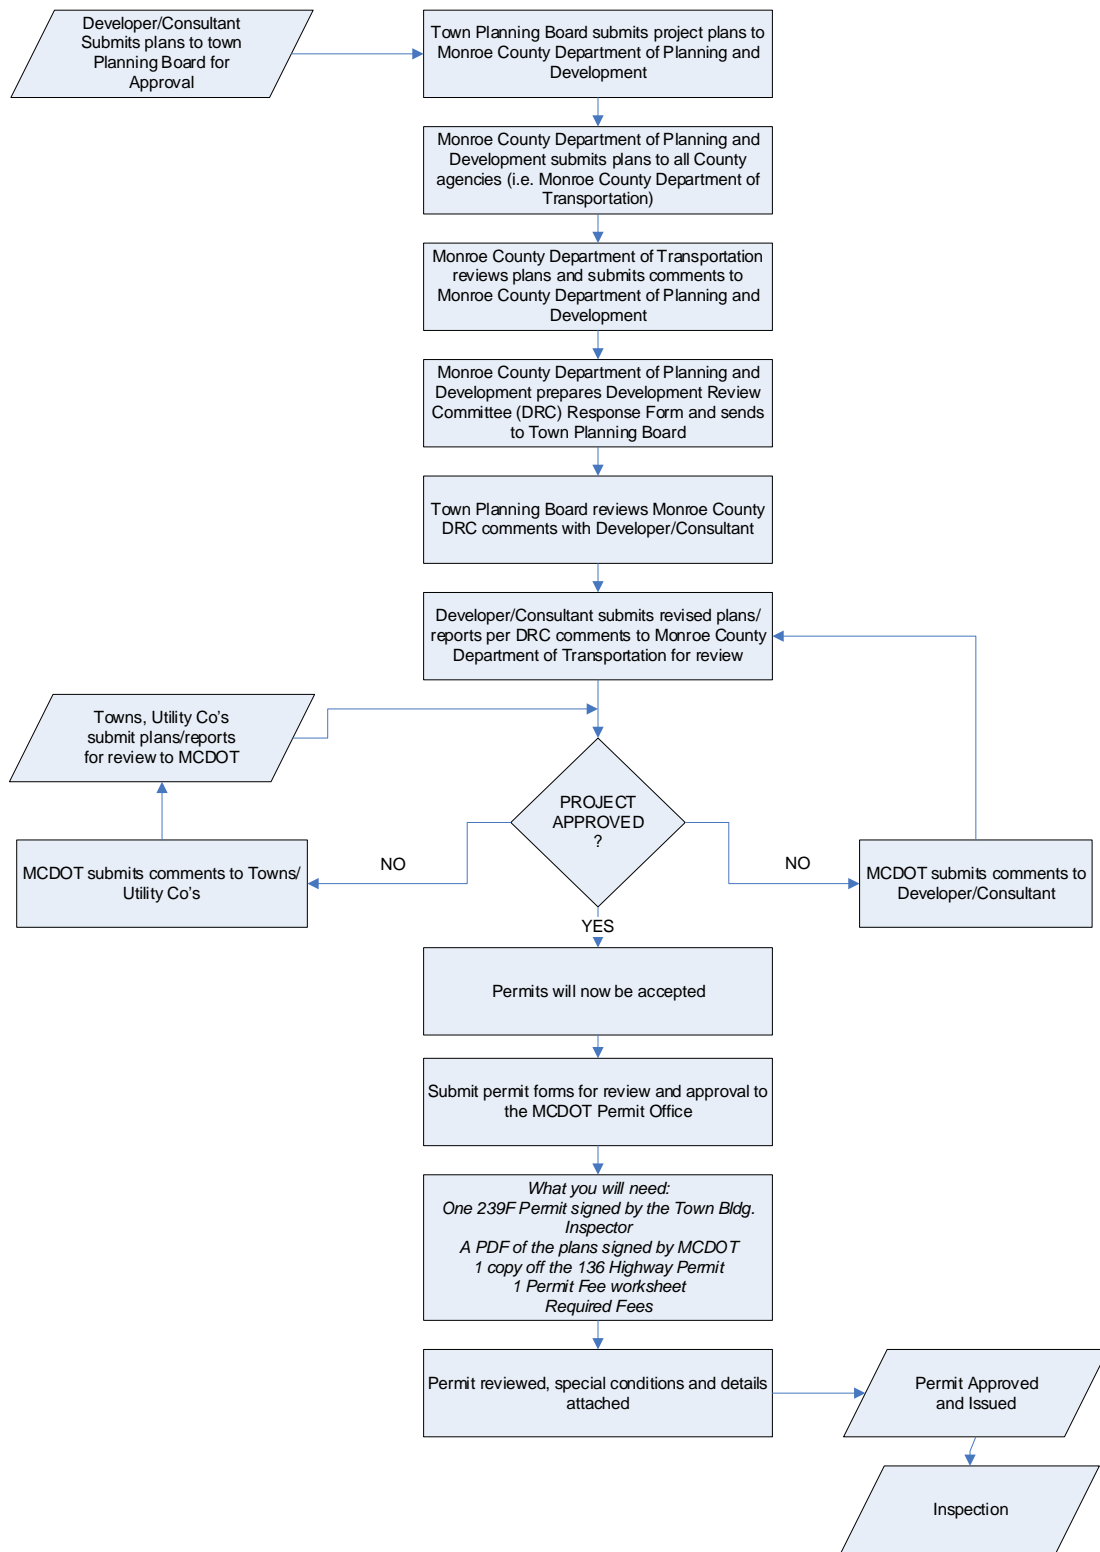 Developer/Consultant
Submits plans to town
Planning Board for
Approval
Town Planning Board submits project plans to
Monroe County Department of Planning and
Development
Monroe County Department of Planning and
Development submits plans to all County
agencies (i.e. Monroe County Department of
Transportation)
Monroe County Department of Transportation
reviews plans and submits comments to
Monroe County Department of Planning and
Development
Monroe County Department of Planning and
Development prepares Development Review
Committee (DRC) Response Form and sends
to Town Planning Board
Town Planning Board reviews Monroe County
DRC comments with Developer/Consultant
Developer/Consultant submits revised plans/
reports per DRC comments to Monroe County
Department of Transportation for review
Towns, Utility Co's
submit plans/reports
for review to MCDOT
PROJECT
APPROVED
?
NO
NO
MCDOT submits comments to Towns/
Utility Co's
MCDOT submits comments to
Developer/Consultant
YES
Permits will now be accepted
Submit permit forms for review and approval to
the MCDOT Permit Office
What you will need:
One 239F Permit signed by the Town Bldg.
Inspector
A PDF of the plans signed by MCDOT
1 copy off the 136 Highway Permit
1 Permit Fee worksheet
Required Fees
Permit reviewed, special conditions and details
attached
Permit Approved
and Issued
Inspection